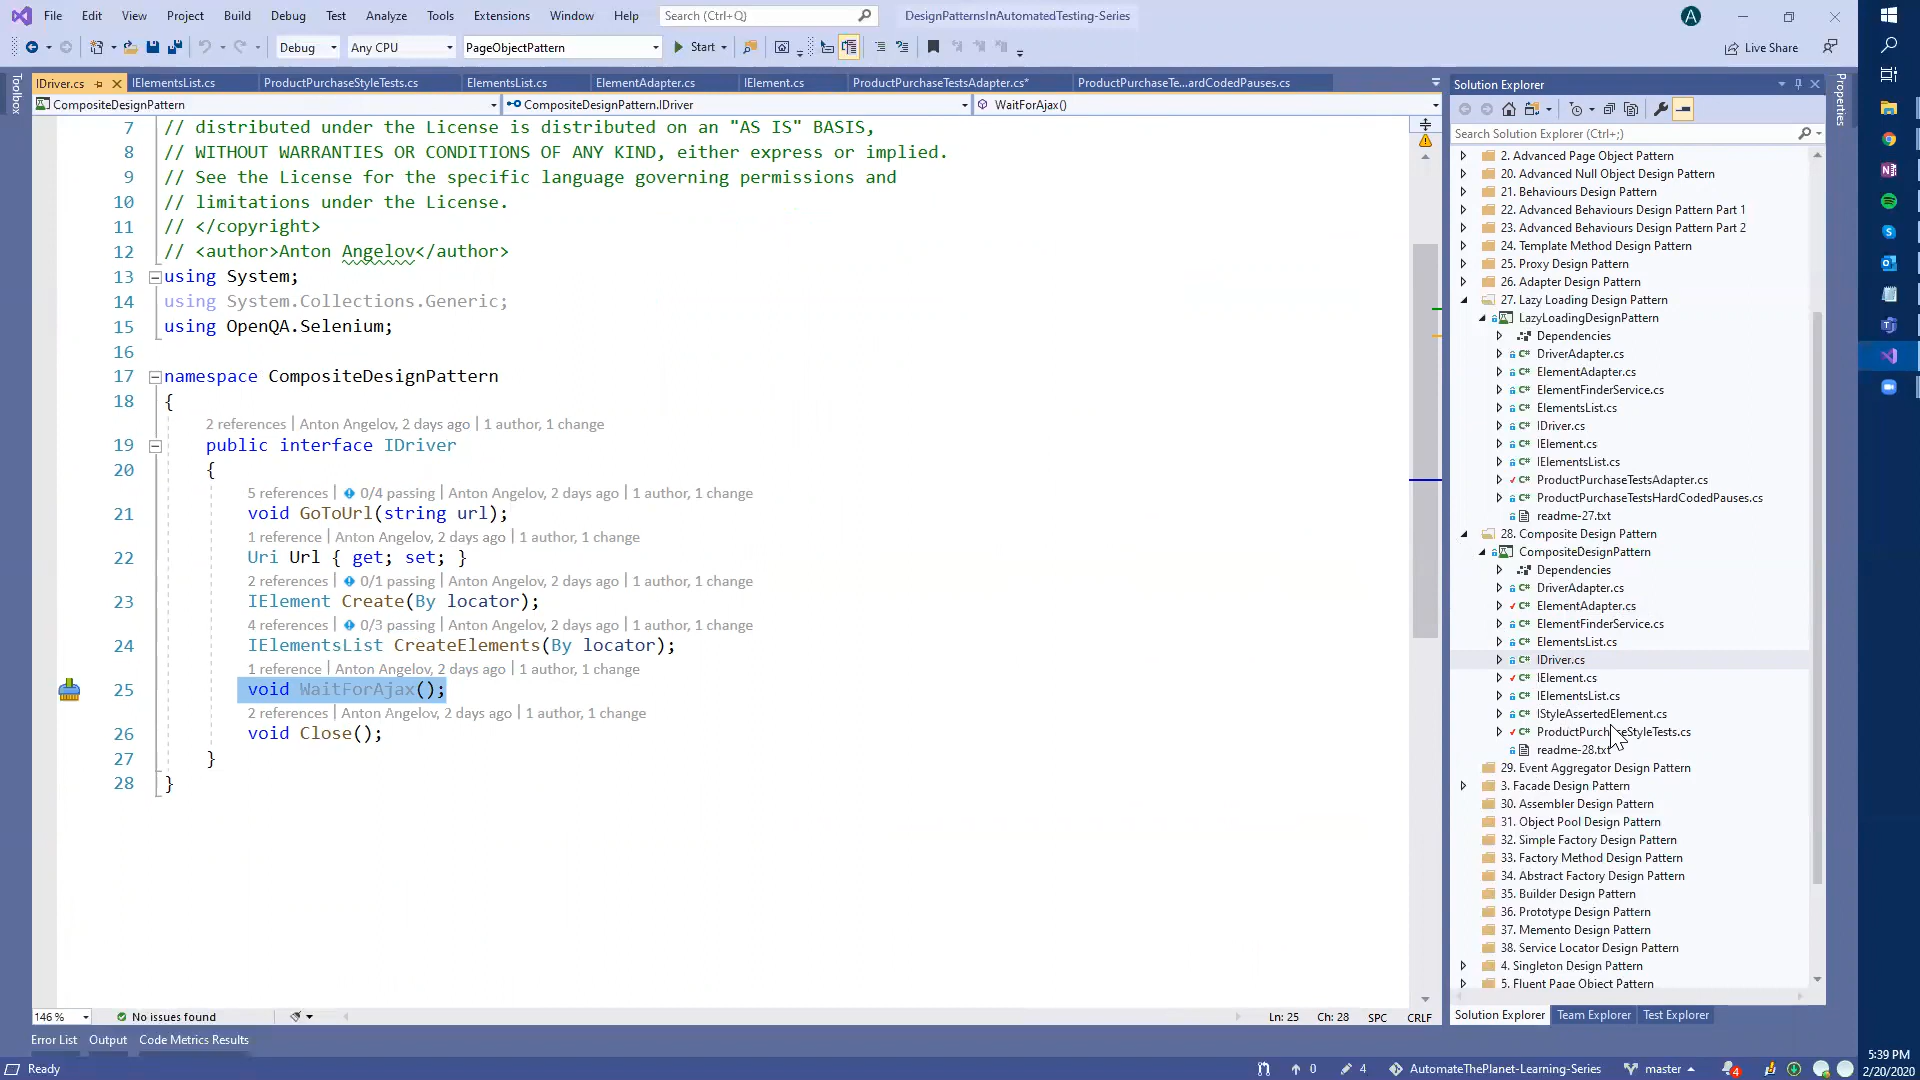 File Edit View Project Build Debug Test Analyze Tools Extensions Window Help Search (Ctrl+Q) DesignPatternsInAutomatedTesting-Series A
Debug Any CPU PageObjectPattern Start Live Share
Toolbox
IDriver.cs IElementsList.cs ProductPurchaseStyleTests.cs ElementsList.cs ElementAdapter.cs IElement.cs ProductPurchaseTestsAdapter.cs* ProductPurchaseTe...ardCodedPauses.cs
CompositeDesignPattern CompositeDesignPattern.IDriver WaitForAjax()
7 // distributed under the License is distributed on an "AS IS" BASIS,
8 // WITHOUT WARRANTIES OR CONDITIONS OF ANY KIND, either express or implied.
9 // See the License for the specific language governing permissions and
10 // limitations under the License.
11 // </copyright>
12 // <author>Anton Angelov</author>
13 using System;
14 using System.Collections.Generic;
15 using OpenQA.Selenium;
16
17 namespace CompositeDesignPattern
18 {
2 references | Anton Angelov, 2 days ago | 1 author, 1 change
19 public interface IDriver
20 {
5 references | 0/4 passing | Anton Angelov, 2 days ago | 1 author, 1 change
21 void GoToUrl(string url);
1 reference | Anton Angelov, 2 days ago | 1 author, 1 change
22 Uri Url { get; set; }
2 references | 0/1 passing | Anton Angelov, 2 days ago | 1 author, 1 change
23 IElement Create(By locator);
4 references | 0/3 passing | Anton Angelov, 2 days ago | 1 author, 1 change
24 IElementsList CreateElements(By locator);
1 reference | Anton Angelov, 2 days ago | 1 author, 1 change
25 void WaitForAjax();
2 references | Anton Angelov, 2 days ago | 1 author, 1 change
26 void Close();
27 }
28 }
146 % No issues found Ln: 25 Ch: 28 SPC CRLF
Error List Output Code Metrics Results
Solution Explorer
Properties
Search Solution Explorer (Ctrl+;)
2. Advanced Page Object Pattern
20. Advanced Null Object Design Pattern
21. Behaviours Design Pattern
22. Advanced Behaviours Design Pattern Part 1
23. Advanced Behaviours Design Pattern Part 2
24. Template Method Design Pattern
25. Proxy Design Pattern
26. Adapter Design Pattern
27. Lazy Loading Design Pattern
C# LazyLoadingDesignPattern
Dependencies
C# DriverAdapter.cs
C# ElementAdapter.cs
C# ElementFinderService.cs
C# ElementsList.cs
C# IDriver.cs
C# IElement.cs
C# IElementsList.cs
C# ProductPurchaseTestsAdapter.cs
C# ProductPurchaseTestsHardCodedPauses.cs
readme-27.txt
28. Composite Design Pattern
CompositeDesignPattern
Dependencies
C# DriverAdapter.cs
C# ElementAdapter.cs
C# ElementFinderService.cs
C# ElementsList.cs
C# IDriver.cs
C# IElement.cs
C# IElementsList.cs
C# IStyleAssertedElement.cs
C# ProductPurchaseStyleTests.cs
readme-28.txt
29. Event Aggregator Design Pattern
3. Facade Design Pattern
30. Assembler Design Pattern
31. Object Pool Design Pattern
32. Simple Factory Design Pattern
33. Factory Method Design Pattern
34. Abstract Factory Design Pattern
35. Builder Design Pattern
36. Prototype Design Pattern
37. Memento Design Pattern
38. Service Locator Design Pattern
4. Singleton Design Pattern
5. Fluent Page Object Pattern
Solution Explorer Team Explorer Test Explorer
Ready 0 4 AutomateThePlanet-Learning-Series master 4
5:39 PM
2/20/2020